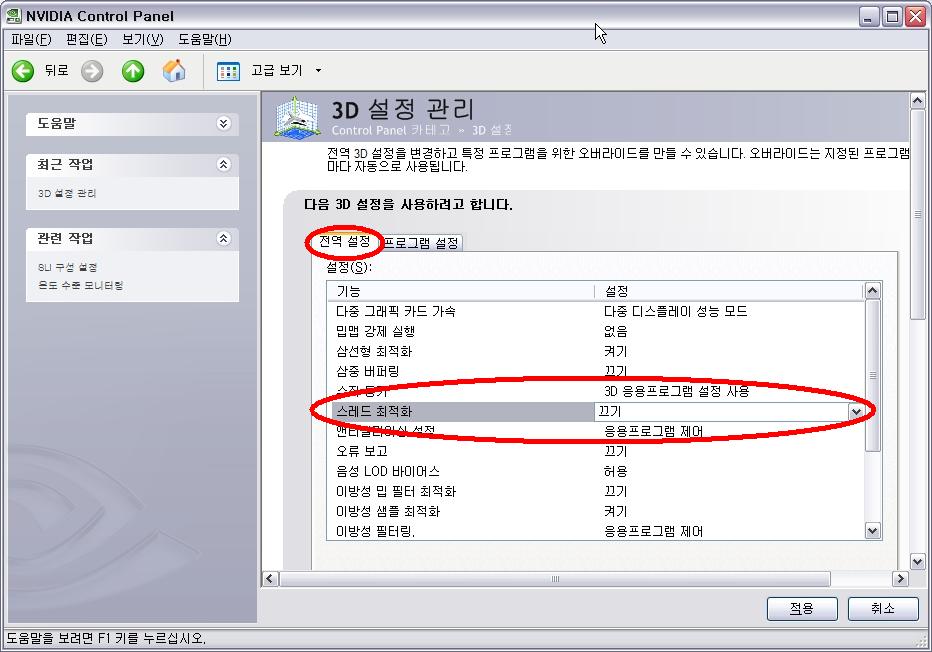 NVIDIA Control Panel
파일(F) 편집(E) 보기(V) 도움말(H)
뒤로 고급 보기
도움말
최근 작업
3D 설정 관리
관련 작업
SLI 구성 설정
온도 수준 모니터링
3D 설정 관리
Control Panel 카테고 » 3D 설정
전역 3D 설정을 변경하고 특정 프로그램을 위한 오버라이드를 만들 수 있습니다. 오버라이드는 지정된 프로그램
마다 자동으로 사용됩니다.
다음 3D 설정을 사용하려고 합니다.
전역 설정 프로그램 설정
설정(S):
기능 설정
다중 그래픽 카드 가속 다중 디스플레이 성능 모드
밉맵 강제 실행 없음
삼선형 최적화 켜기
삼중 버퍼링 끄기
수직 동기 3D 응용프로그램 설정 사용
스레드 최적화 끄기
앤티앨리어싱 설정 응용프로그램 제어
오류 보고 끄기
음성 LOD 바이어스 허용
이방성 밉 필터 최적화 끄기
이방성 샘플 최적화 켜기
이방성 필터링. 응용프로그램 제어
적용 취소
도움말을 보려면 F1 키를 누르십시오.